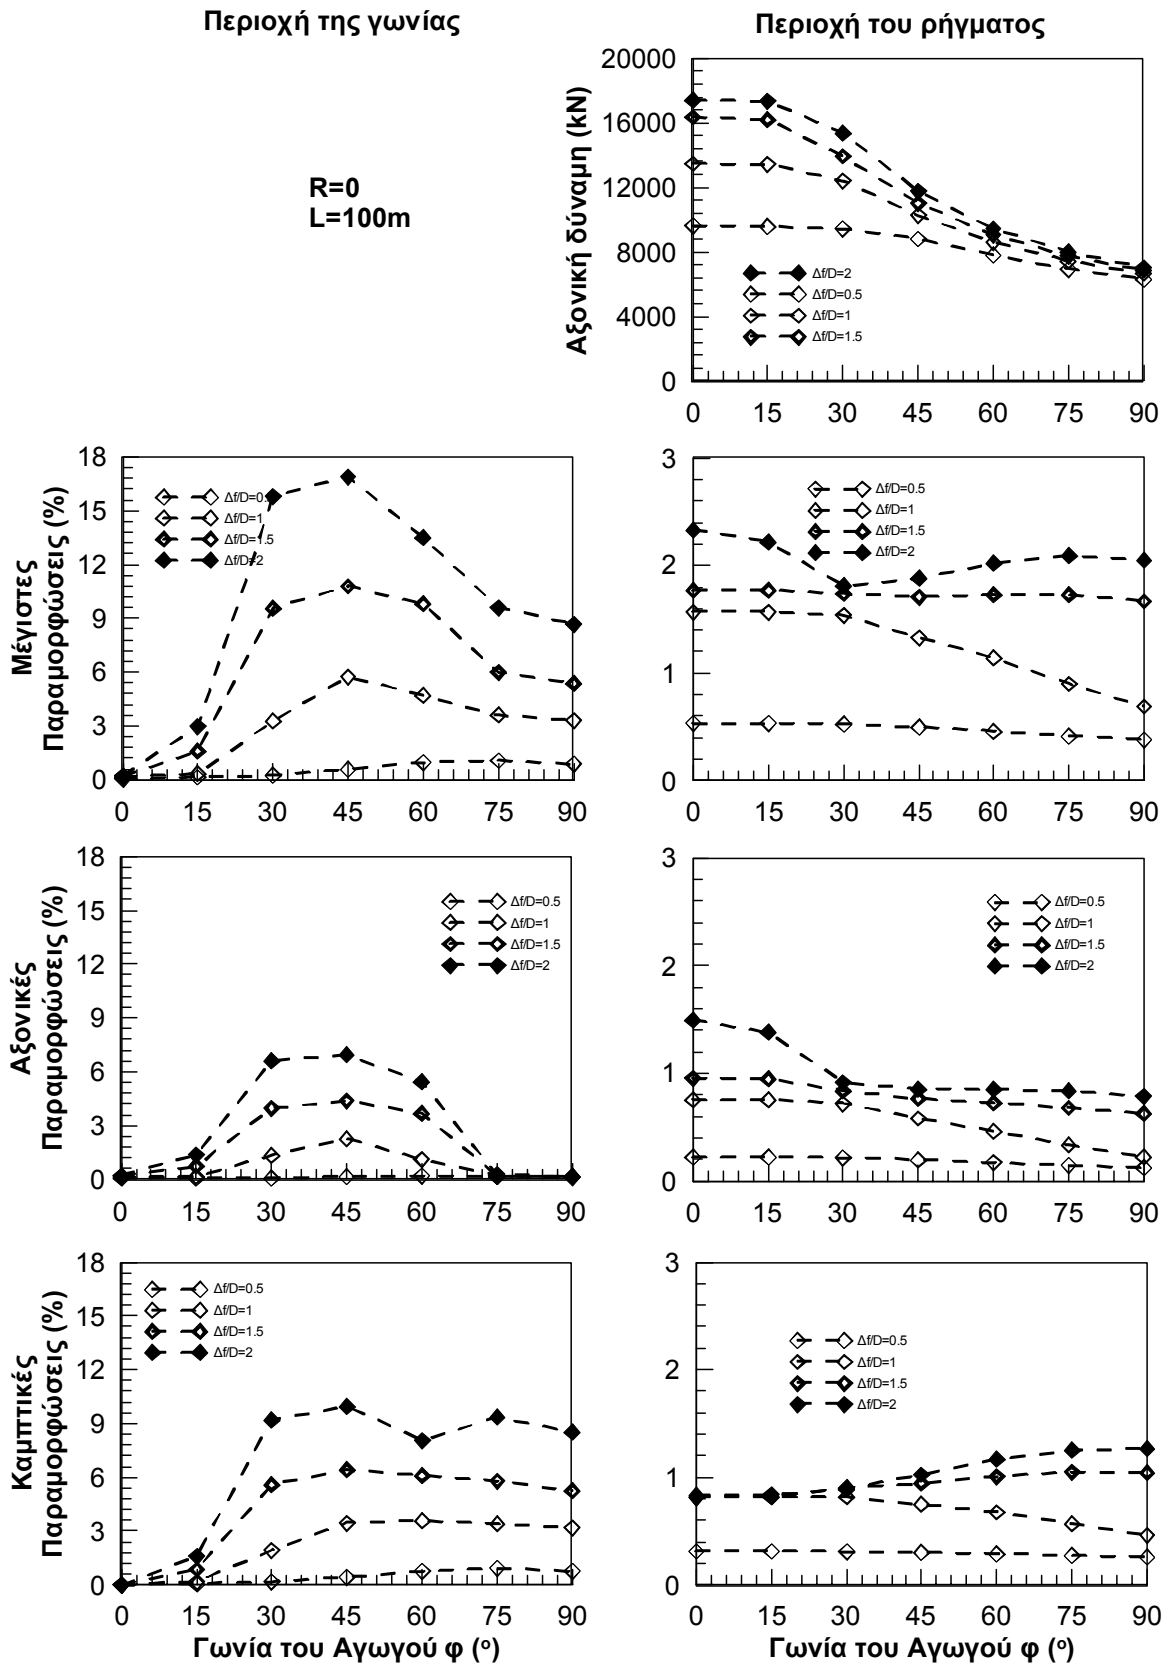 Περιοχή της γωνίας
Περιοχή του ρήγματος
R=0
L=100m
Αξονική δύναμη (kN)
20000
16000
12000
8000
4000
0
Δf/D=2
Δf/D=0.5
Δf/D=1
Δf/D=1.5
0 15 30 45 60 75 90
Μέγιστες
Παραμορφώσεις (%)
18
15
12
9
6
3
0
Δf/D=0.5
Δf/D=1
Δf/D=1.5
Δf/D=2
0 15 30 45 60 75 90
3
2
1
0
Δf/D=0.5
Δf/D=1
Δf/D=1.5
Δf/D=2
0 15 30 45 60 75 90
Αξονικές
Παραμορφώσεις (%)
18
15
12
9
6
3
0
Δf/D=0.5
Δf/D=1
Δf/D=1.5
Δf/D=2
0 15 30 45 60 75 90
3
2
1
0
Δf/D=0.5
Δf/D=1
Δf/D=1.5
Δf/D=2
0 15 30 45 60 75 90
Καμπτικές
Παραμορφώσεις (%)
18
15
12
9
6
3
0
Δf/D=0.5
Δf/D=1
Δf/D=1.5
Δf/D=2
0 15 30 45 60 75 90
Γωνία του Αγωγού φ (º)
3
2
1
0
Δf/D=0.5
Δf/D=1
Δf/D=1.5
Δf/D=2
0 15 30 45 60 75 90
Γωνία του Αγωγού φ (º)